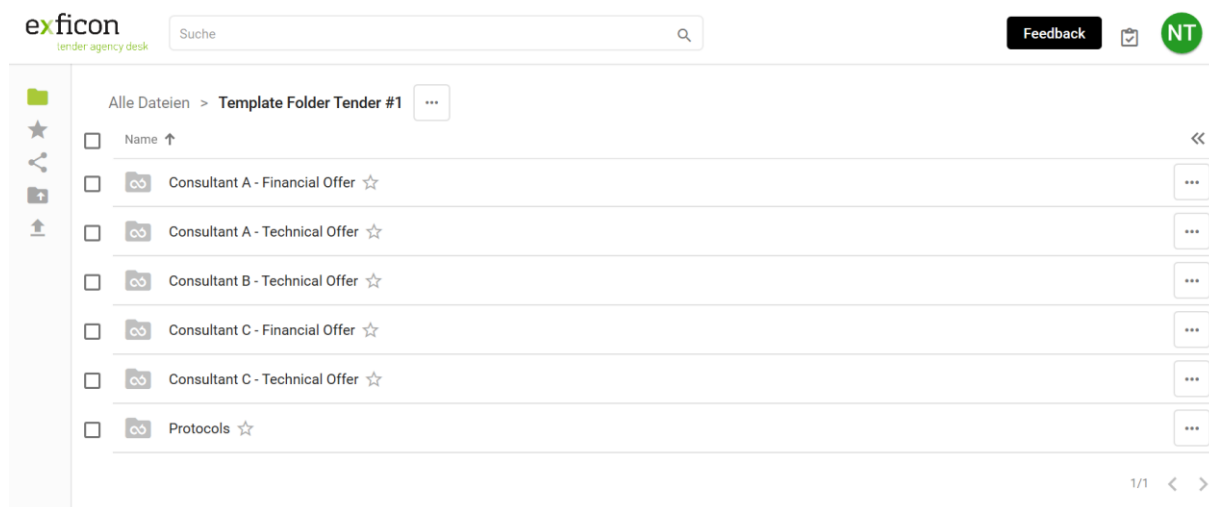 exficon
tender agency desk
Suche
Feedback
NT
Alle Dateien > Template Folder Tender #1 ...
Name ↑
Consultant A - Financial Offer
Consultant A - Technical Offer
Consultant B - Technical Offer
Consultant C - Financial Offer
Consultant C - Technical Offer
Protocols
1/1